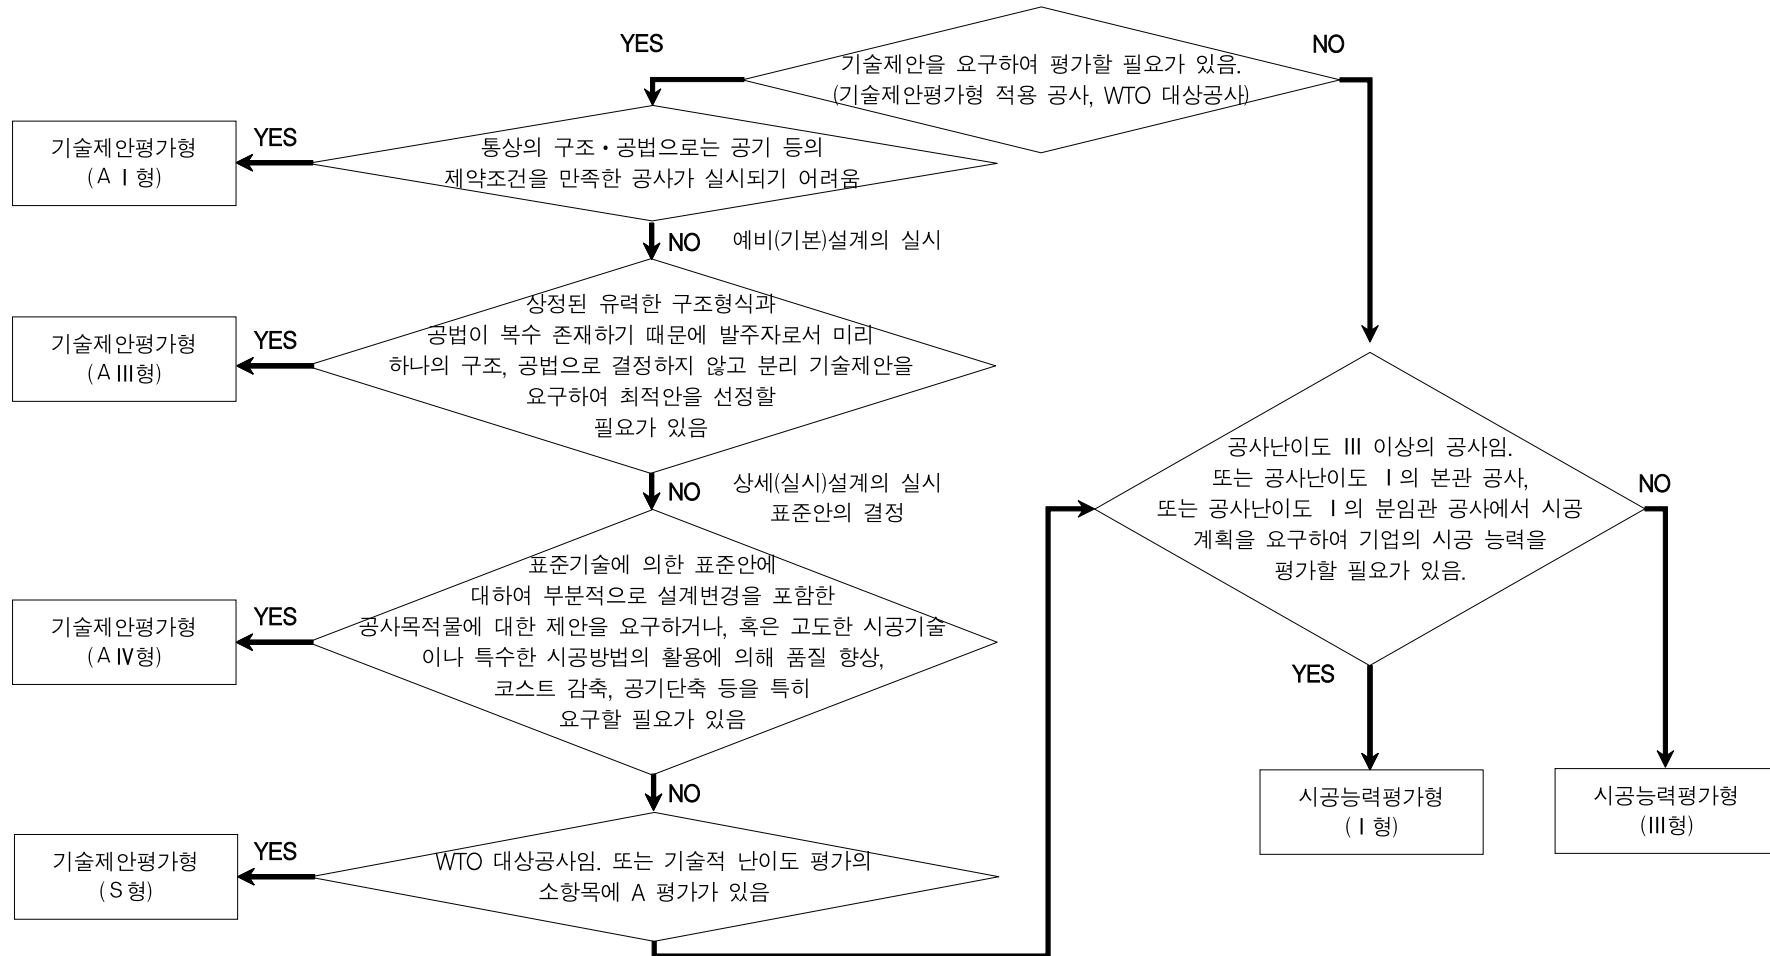 YES
NO
기술제안을 요구하여 평가할 필요가 있음.
(기술제안평가형 적용 공사, WTO 대상공사)
기술제안평가형
(A Ⅰ형)
YES
통상의 구조·공법으로는 공기 등의
제약조건을 만족한 공사가 실시되기 어려움
NO
예비(기본)설계의 실시
기술제안평가형
(A Ⅲ형)
YES
상정된 유력한 구조형식과
공법이 복수 존재하기 때문에 발주자로서 미리
하나의 구조, 공법으로 결정하지 않고 분리 기술제안을
요구하여 최적안을 선정할
필요가 있음
NO
상세(실시)설계의 실시
표준안의 결정
기술제안평가형
(A Ⅳ형)
YES
표준기술에 의한 표준안에
대하여 부분적으로 설계변경을 포함한
공사목적물에 대한 제안을 요구하거나, 혹은 고도한 시공기술
이나 특수한 시공방법의 활용에 의해 품질 향상,
코스트 감축, 공기단축 등을 특히
요구할 필요가 있음
NO
기술제안평가형
(S형)
YES
WTO 대상공사임. 또는 기술적 난이도 평가의
소항목에 A 평가가 있음
공사난이도 Ⅲ 이상의 공사임.
또는 공사난이도 Ⅰ의 본관 공사,
또는 공사난이도 Ⅰ의 분임관 공사에서 시공
계획을 요구하여 기업의 시공 능력을
평가할 필요가 있음.
NO
YES
시공능력평가형
(Ⅰ형)
시공능력평가형
(Ⅲ형)